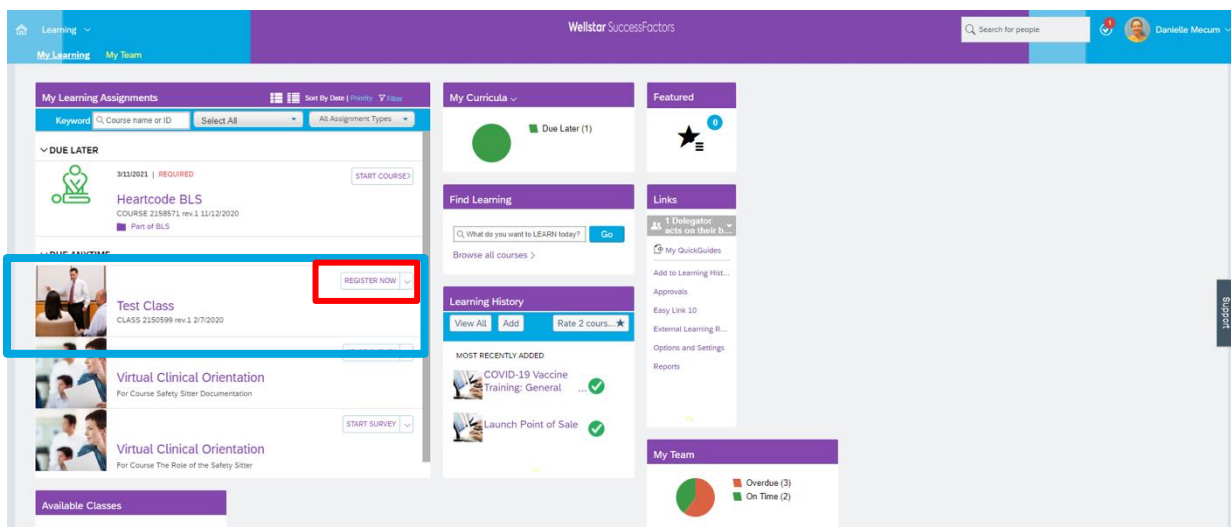 Learning
Wellstar SuccessFactors
Search for people
1
Danielle Mecum
My Learning My Team
My Learning Assignments
Sort By Date | Priority Filter
Keyword Course name or ID Select All All Assignment Types
DUE LATER
3/11/2021 | REQUIRED
START COURSE
Heartcode BLS
COURSE 2158571 rev.1 11/12/2020
Part of BLS
DUE ANYTIME
REGISTER NOW
Test Class
CLASS 2150599 rev.1 2/7/2020
Virtual Clinical Orientation
For Course Safety Sitter Documentation
START SURVEY
Virtual Clinical Orientation
For Course The Role of the Safety Sitter
Available Classes
My Curricula
Due Later (1)
Find Learning
What do you want to LEARN today? Go
Browse all courses >
Learning History
View All Add Rate 2 cours...★
MOST RECENTLY ADDED
COVID-19 Vaccine
Training: General ...
Launch Point of Sale
Featured
0
Links
1 Delegator
acts on their b...
My QuickGuides
Add to Learning Hist...
Approvals
Easy Link 10
External Learning R...
Options and Settings
Reports
My Team
Overdue (3)
On Time (2)
Support